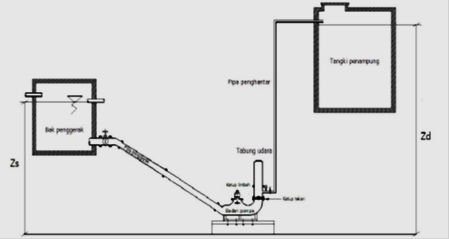 Tangki penampung
Pipa penghantar
Bak penggerak
Tabung udara
Zs
Zd
Katup limbah
Katup tekan
Badan pompa